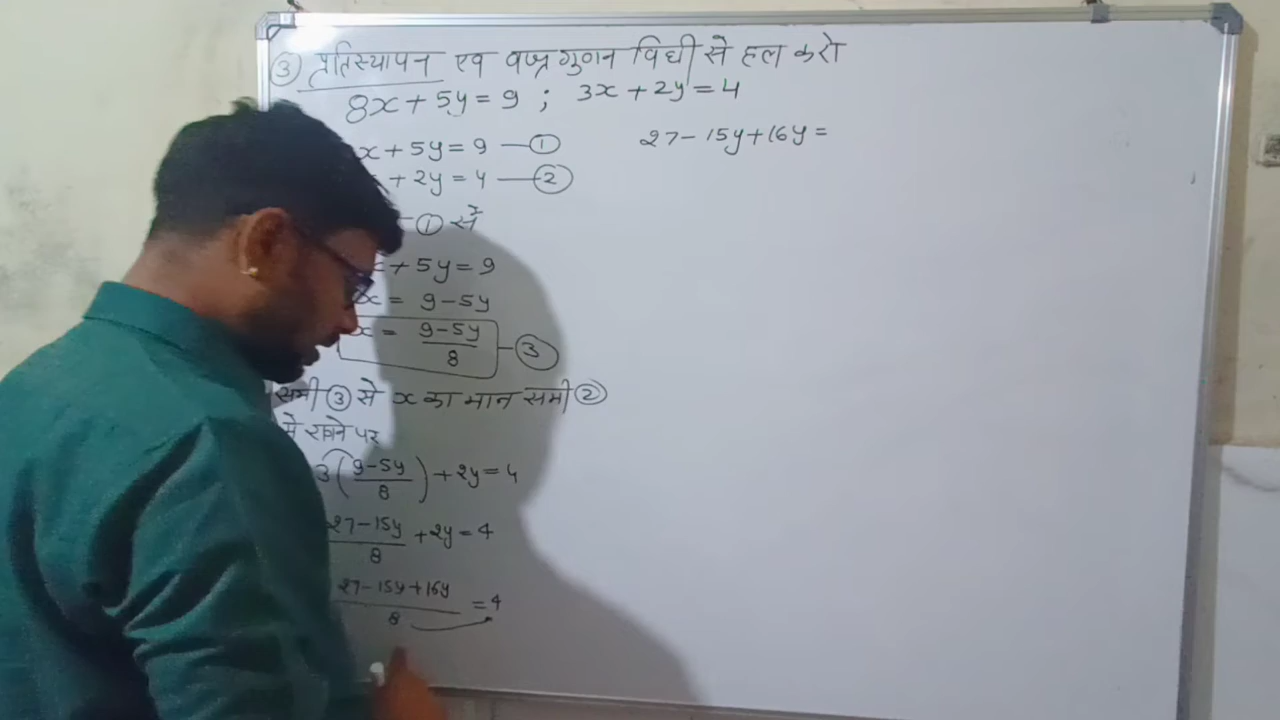 ③ प्रतिस्थापन एव वज्र गुणन विधी से हल करो
8x + 5y = 9 ; 3x + 2y = 4
x + 5y = 9 — ①
+ 2y = 4 — ②
① से
x + 5y = 9
x = 9 - 5y
x = (9-5y)/8 — ③
समी ③ से x का मान समी ②
मे रखने पर
3((9-5y)/8) + 2y = 4
(27-15y)/8 + 2y = 4
(27-15y+16y)/8 = 4
27 - 15y + 16y =